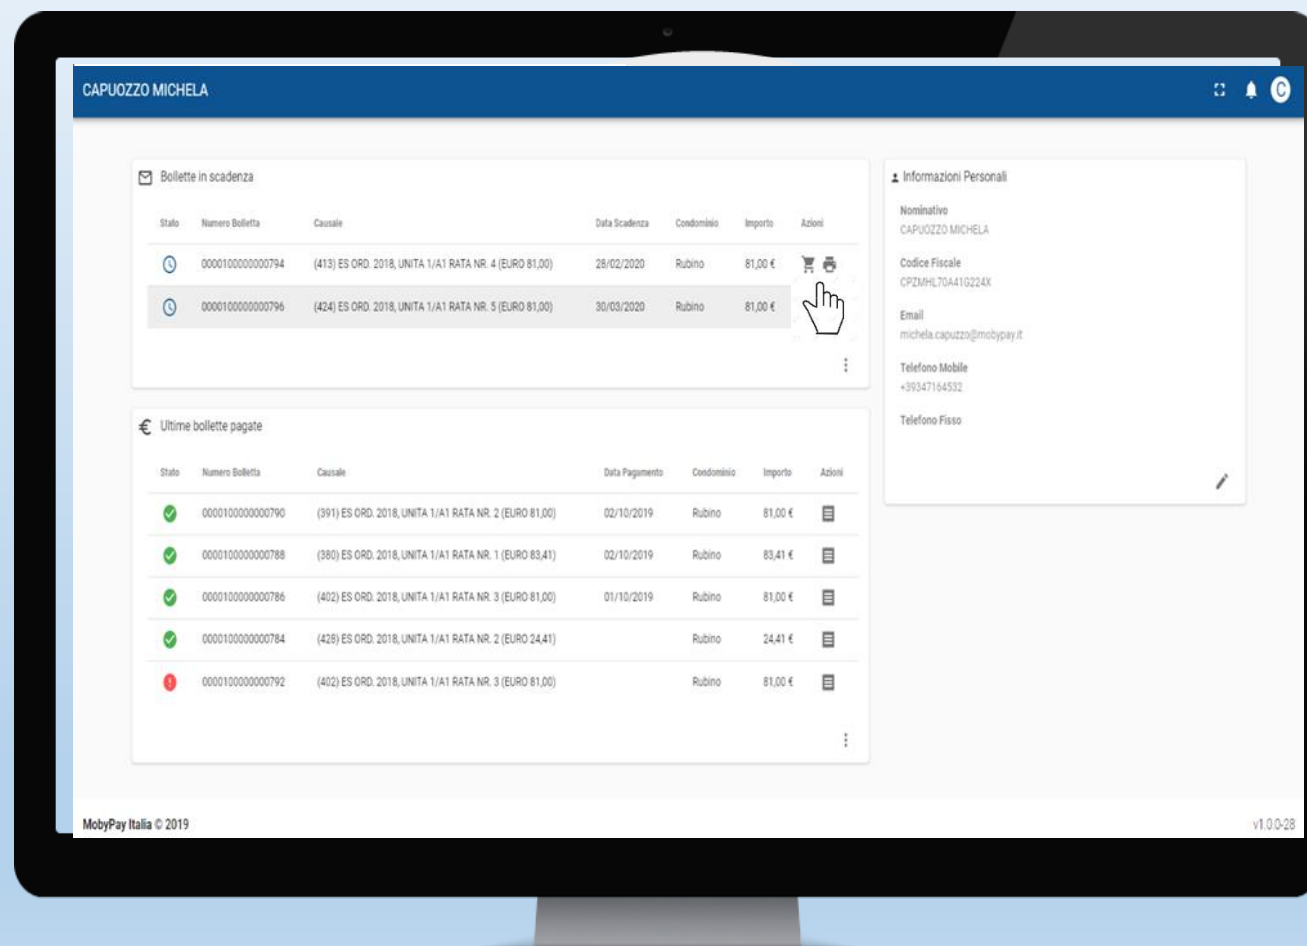 CAPUOZZO MICHELA
C
Bollette in scadenza
Stato Numero Bolletta Causale Data Scadenza Condominio Importo Azioni
0000100000000794 (413) ES ORD. 2018, UNITA 1/A1 RATA NR. 4 (EURO 81,00) 28/02/2020 Rubino 81,00 €
0000100000000796 (424) ES ORD. 2018, UNITA 1/A1 RATA NR. 5 (EURO 81,00) 30/03/2020 Rubino 81,00 €
Ultime bollette pagate
Stato Numero Bolletta Causale Data Pagamento Condominio Importo Azioni
0000100000000790 (391) ES ORD. 2018, UNITA 1/A1 RATA NR. 2 (EURO 81,00) 02/10/2019 Rubino 81,00 €
0000100000000788 (380) ES ORD. 2018, UNITA 1/A1 RATA NR. 1 (EURO 83,41) 02/10/2019 Rubino 83,41 €
0000100000000786 (402) ES ORD. 2018, UNITA 1/A1 RATA NR. 3 (EURO 81,00) 01/10/2019 Rubino 81,00 €
0000100000000784 (428) ES ORD. 2018, UNITA 1/A1 RATA NR. 2 (EURO 24,41) Rubino 24,41 €
0000100000000792 (402) ES ORD. 2018, UNITA 1/A1 RATA NR. 3 (EURO 81,00) Rubino 81,00 €
Informazioni Personali
Nominativo
CAPUOZZO MICHELA
Codice Fiscale
CPZMHL70A41G224X
Email
michela.capuzzo@mobypay.it
Telefono Mobile
+39347164532
Telefono Fisso
MobyPay Italia © 2019
v1.0.0-28